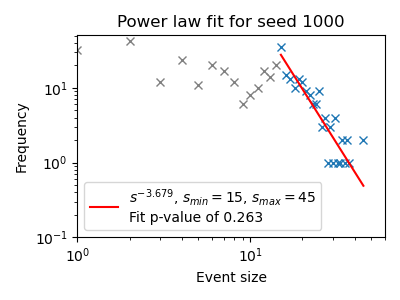 Power law fit for seed 1000
Frequency
10¹
10⁰
10⁻¹
s⁻³·⁶⁷⁹, s_min = 15, s_max = 45
Fit p-value of 0.263
10⁰
10¹
Event size